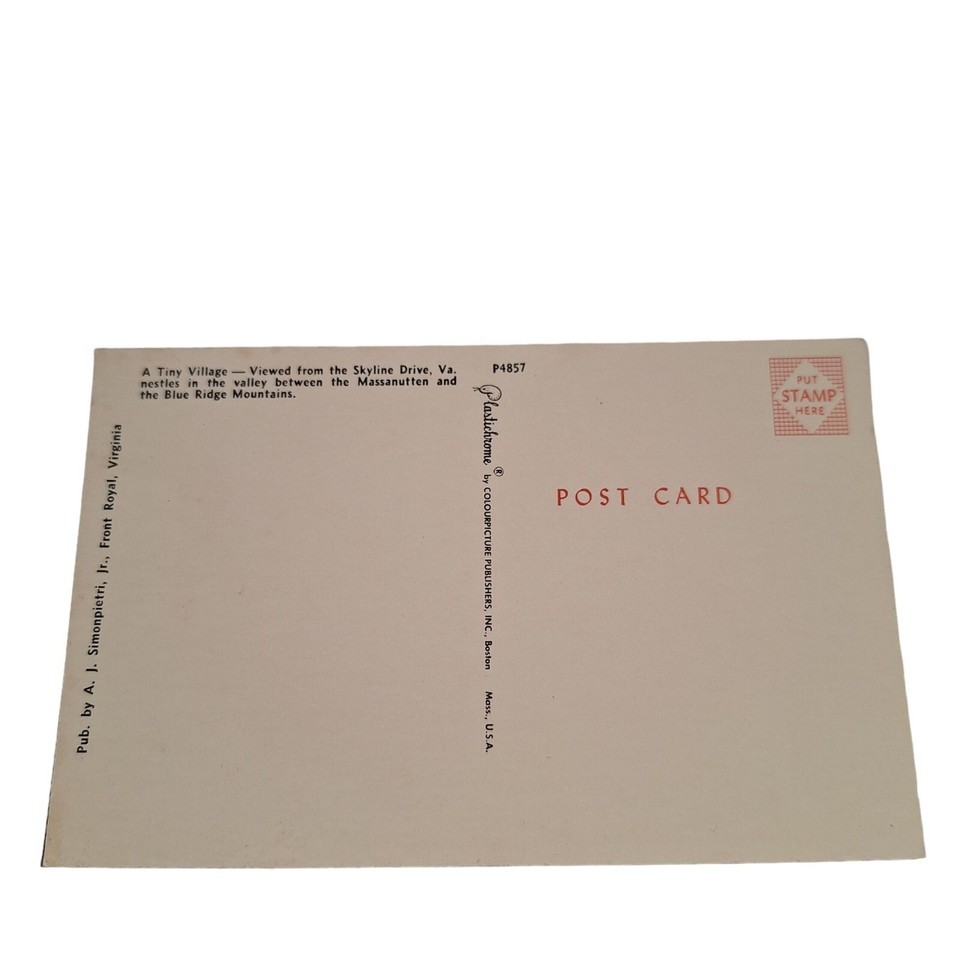 A Tiny Village — Viewed from the Skyline Drive, Va.
nestles in the valley between the Massanutten and
the Blue Ridge Mountains.
P4857
PUT
STAMP
HERE
POST CARD
Plastichrome ® by COLOURPICTURE PUBLISHERS, INC., Boston Mass., U.S.A.
Pub. by A. J. Simonpietri, Jr., Front Royal, Virginia